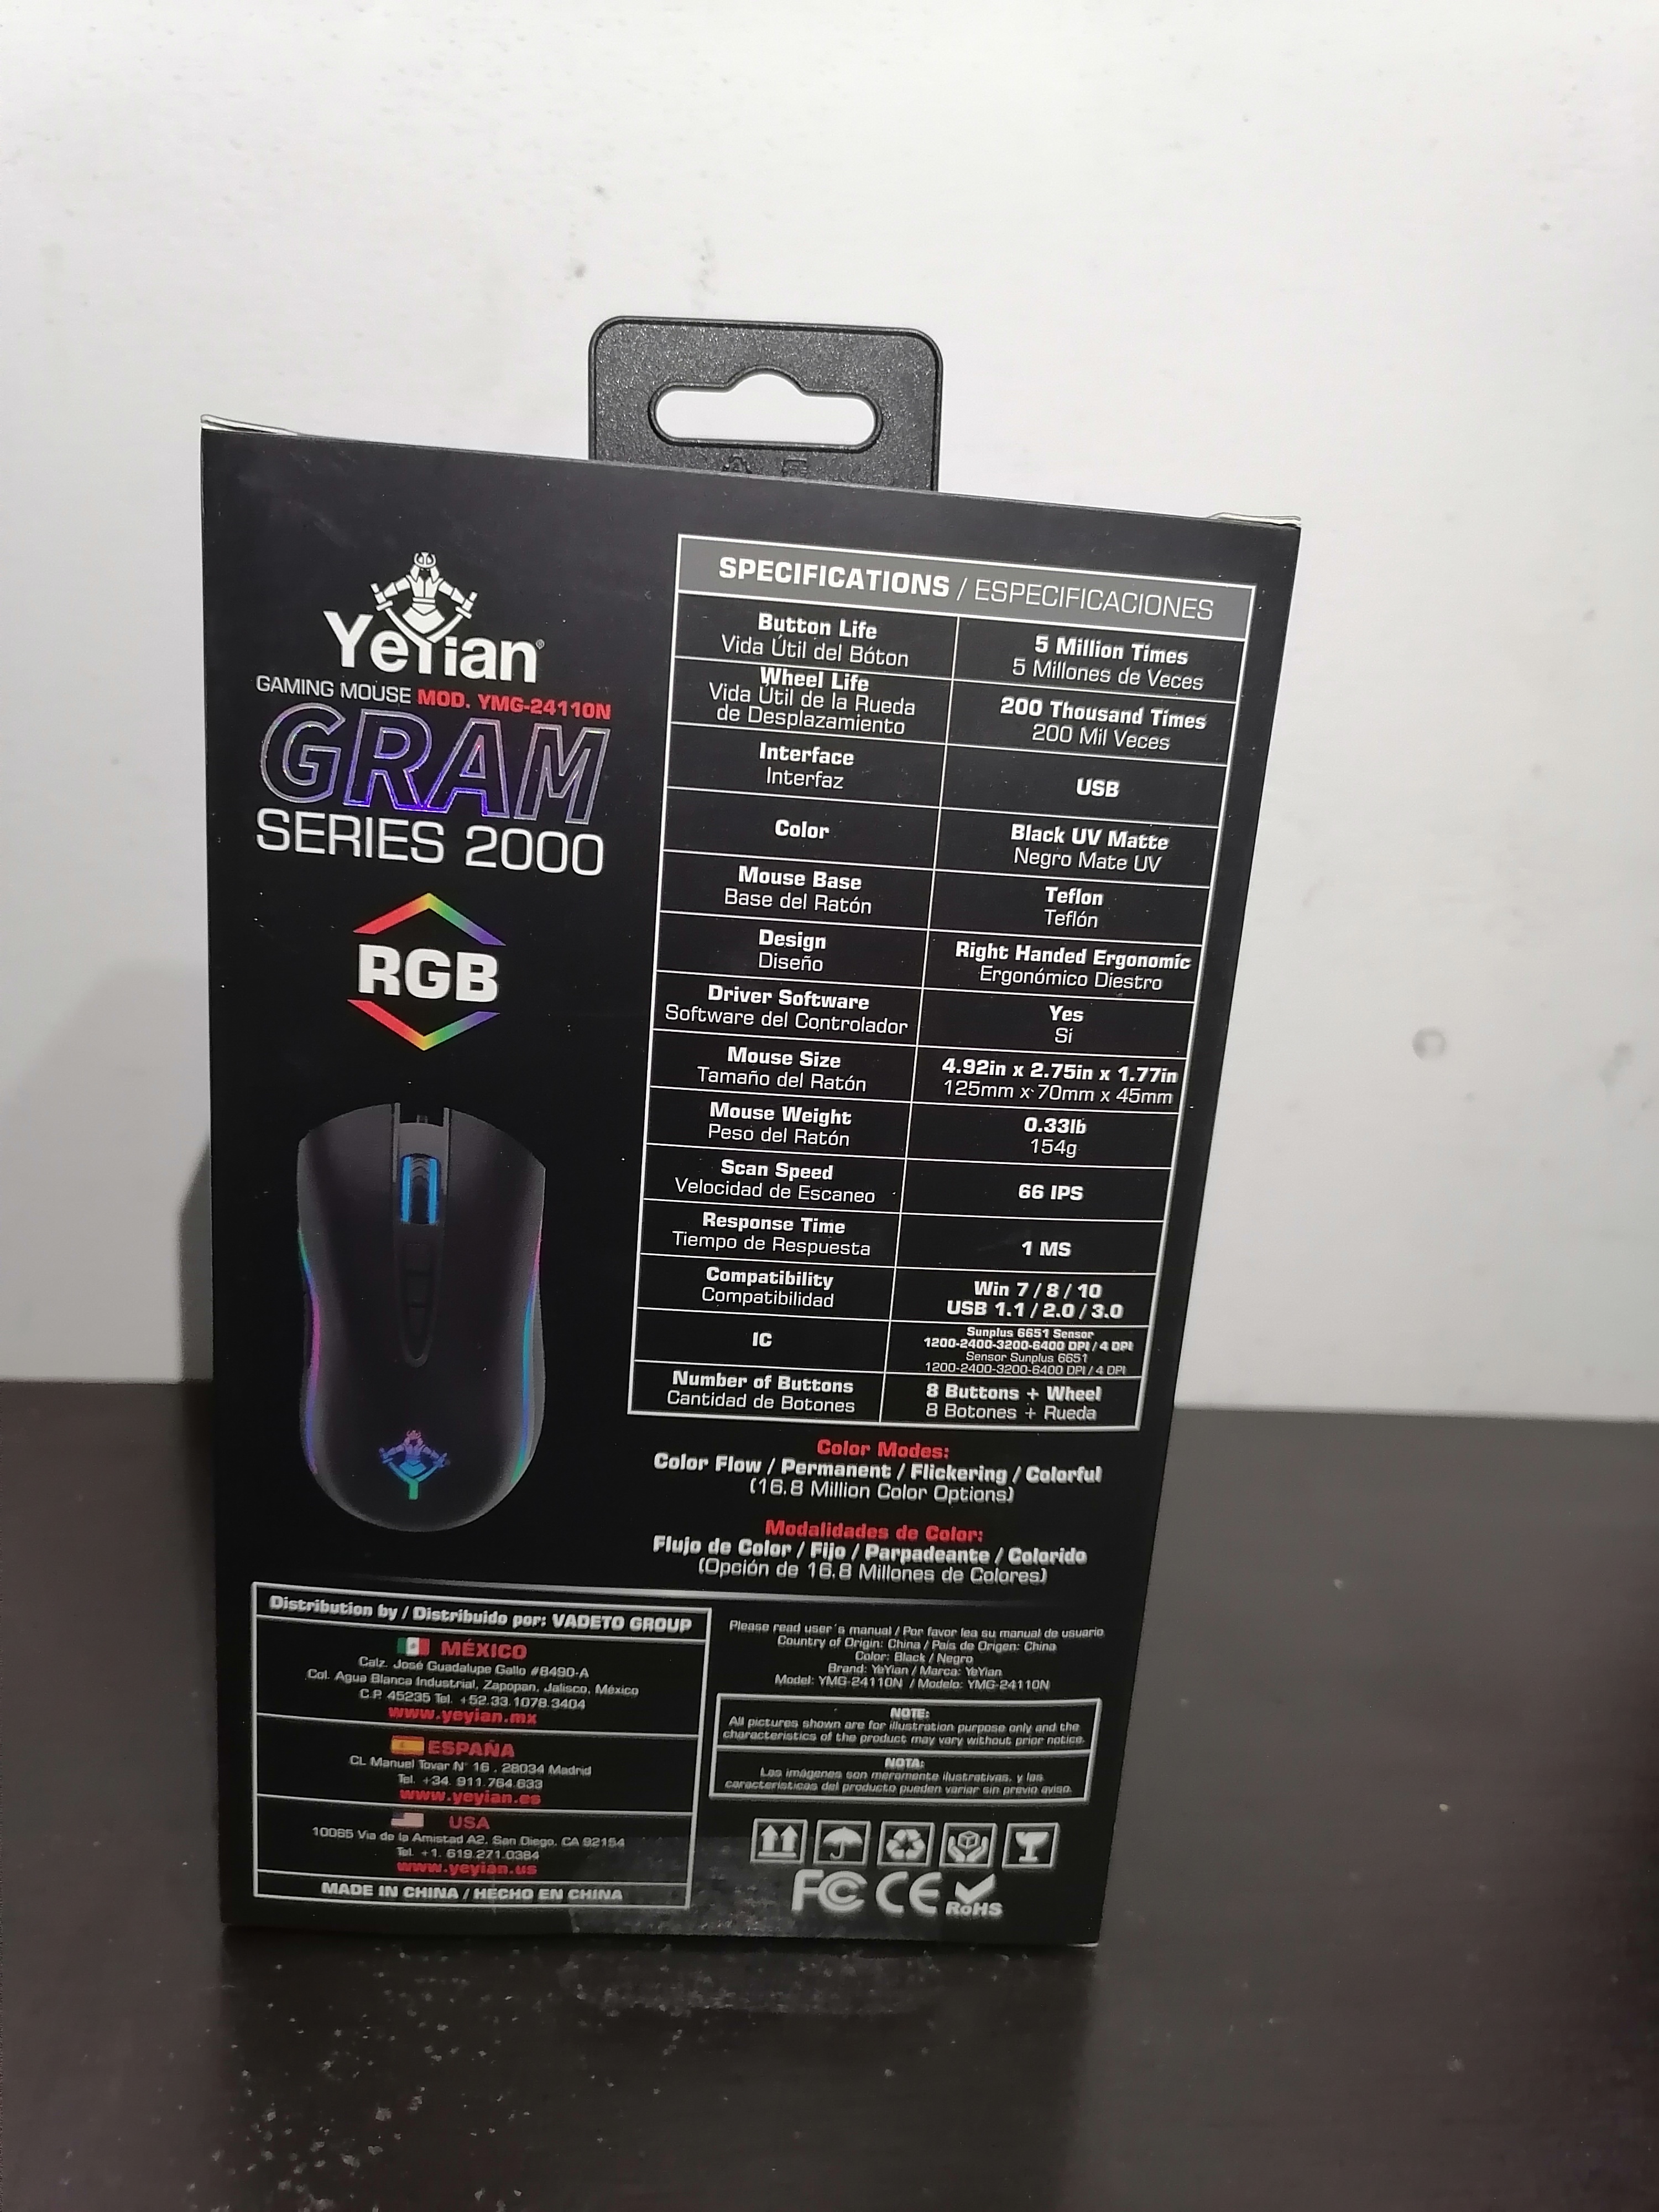 YeYian®
GAMING MOUSE MOD. YMG-24110N
GRAM
SERIES 2000
RGB
SPECIFICATIONS / ESPECIFICACIONES
Button Life
Vida Útil del Bóton
5 Million Times
5 Millones de Veces
Wheel Life
Vida Útil de la Rueda
de Desplazamiento
200 Thousand Times
200 Mil Veces
Interface
Interfaz
USB
Color
Black UV Matte
Negro Mate UV
Mouse Base
Base del Ratón
Teflon
Teflón
Design
Diseño
Right Handed Ergonomic
Ergonómico Diestro
Driver Software
Software del Controlador
Yes
Sí
Mouse Size
Tamaño del Ratón
4.92in x 2.75in x 1.77in
125mm x 70mm x 45mm
Mouse Weight
Peso del Ratón
0.33lb
154g
Scan Speed
Velocidad de Escaneo
66 IPS
Response Time
Tiempo de Respuesta
1 MS
Compatibility
Compatibilidad
Win 7 / 8 / 10
USB 1.1 / 2.0 / 3.0
IC
Sunplus 6651 Sensor
1200-2400-3200-6400 DPI / 4 DPI
Sensor Sunplus 6651
1200-2400-3200-6400 DPI / 4 DPI
Number of Buttons
Cantidad de Botones
8 Buttons + Wheel
8 Botones + Rueda
Color Modes:
Color Flow / Permanent / Flickering / Colorful
(16.8 Million Color Options)
Modalidades de Color:
Flujo de Color / Fijo / Parpadeante / Colorido
(Opción de 16.8 Millones de Colores)
Distribution by / Distribuido por: VADETO GROUP
MÉXICO
Calz. José Guadalupe Gallo #8490-A
Col. Agua Blanca Industrial, Zapopan, Jalisco, México
C.P. 45235 Tel. +52.33.1078.3404
www.yeyian.mx
ESPAÑA
CL Manuel Tovar N° 16 . 28034 Madrid
Tel. +34. 911.764.633
www.yeyian.es
USA
10065 Via de la Amistad A2. San Diego, CA 92154
Tel. +1. 619.271.0384
www.yeyian.us
MADE IN CHINA / HECHO EN CHINA
Please read user´s manual / Por favor lea su manual de usuario
Country of Origin: China / País de Origen: China
Color: Black / Negro
Brand: YeYian / Marca: YeYian
Model: YMG-24110N / Modelo: YMG-24110N
NOTE:
All pictures shown are for illustration purpose only and the
characteristics of the product may vary without prior notice.
NOTA:
Las imágenes son meramente ilustrativas, y las
características del producto pueden variar sin previo aviso.
FC CE RoHS